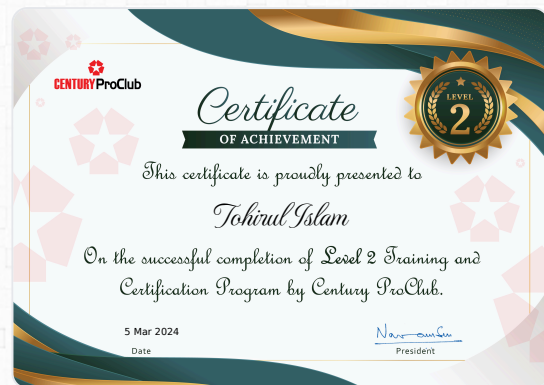 CENTURY ProClub
Certificate
OF ACHIEVEMENT
LEVEL
2
This certificate is proudly presented to
Tohirul Islam
On the successful completion of Level 2 Training and
Certification Program by Century ProClub.
5 Mar 2024
Date
President